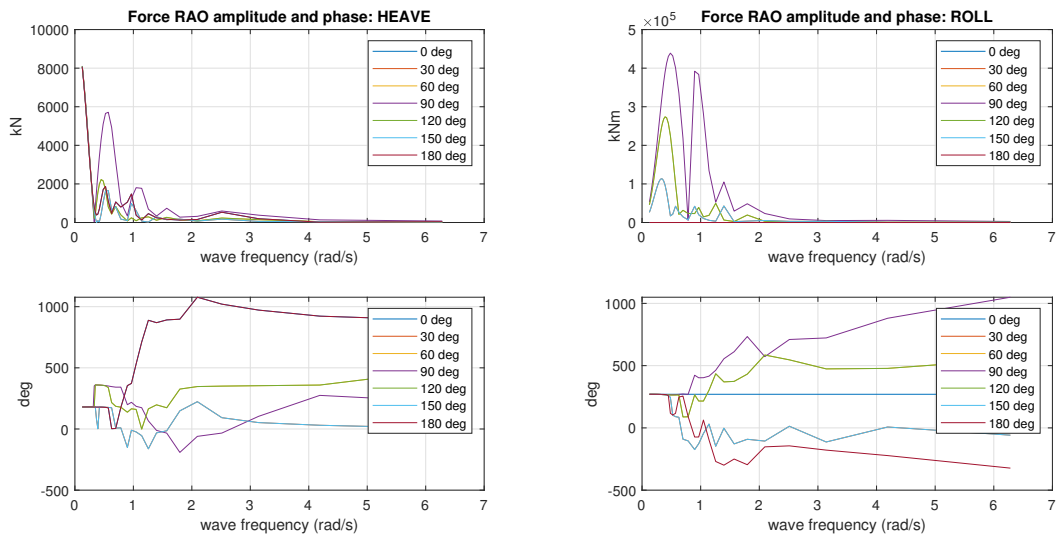 Force RAO amplitude and phase: HEAVE
10000
8000
6000
4000
2000
0
kN
0 1 2 3 4 5 6 7
wave frequency (rad/s)
0 deg
30 deg
60 deg
90 deg
120 deg
150 deg
180 deg
Force RAO amplitude and phase: ROLL
× 10⁵
5
4
3
2
1
0
kNm
0 1 2 3 4 5 6 7
wave frequency (rad/s)
0 deg
30 deg
60 deg
90 deg
120 deg
150 deg
180 deg
1000
500
0
-500
deg
0 1 2 3 4 5 6 7
wave frequency (rad/s)
0 deg
30 deg
60 deg
90 deg
120 deg
150 deg
180 deg
1000
500
0
-500
deg
0 1 2 3 4 5 6 7
wave frequency (rad/s)
0 deg
30 deg
60 deg
90 deg
120 deg
150 deg
180 deg